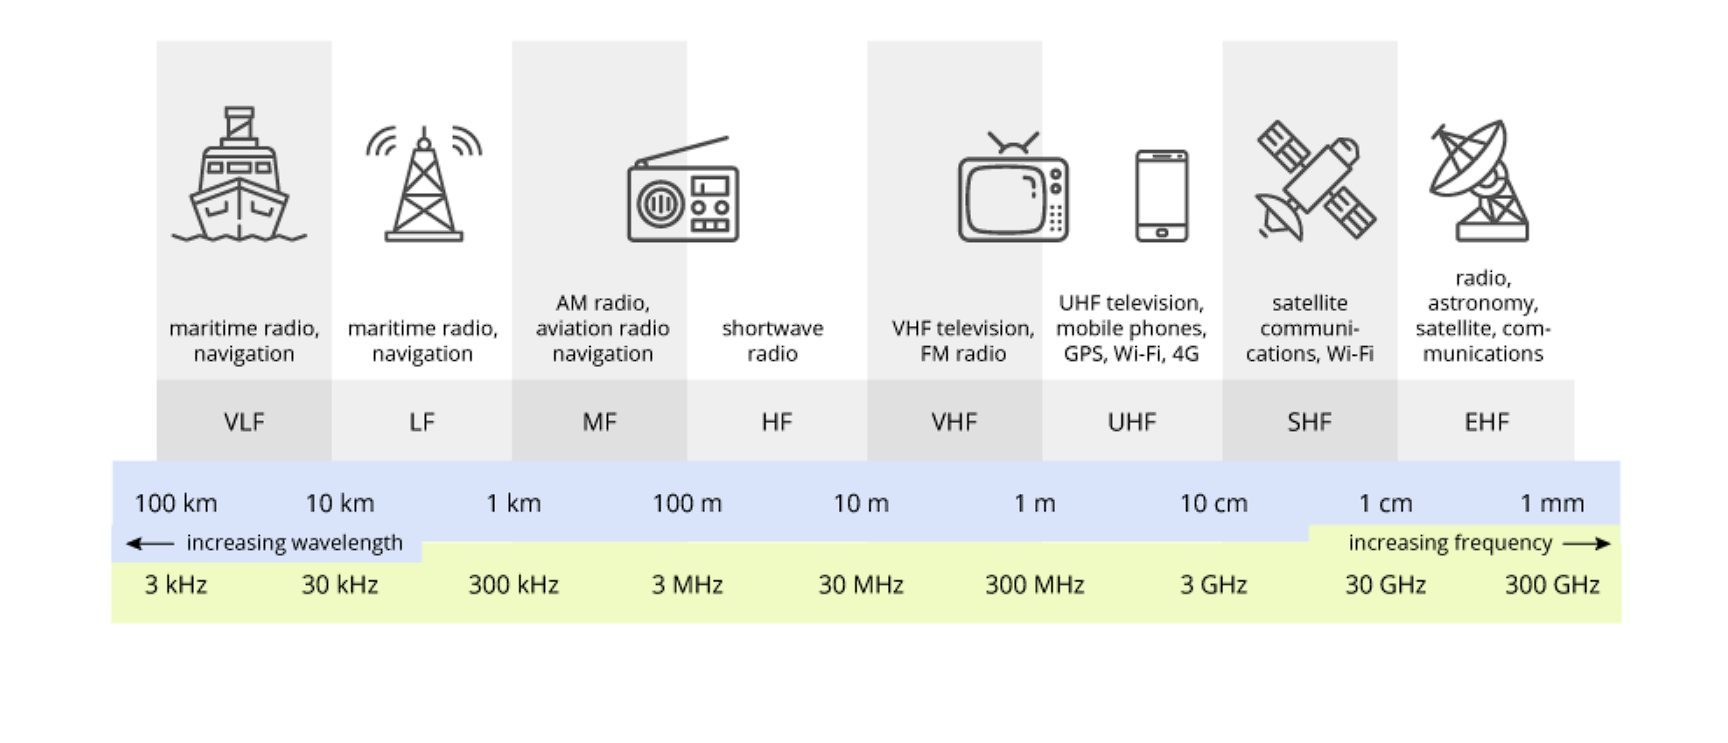 maritime radio,
navigation
maritime radio,
navigation
AM radio,
aviation radio
navigation
shortwave
radio
VHF television,
FM radio
UHF television,
mobile phones,
GPS, Wi-Fi, 4G
satellite
communi-
cations, Wi-Fi
radio,
astronomy,
satellite, com-
munications
VLF LF MF HF VHF UHF SHF EHF
100 km 10 km 1 km 100 m 10 m 1 m 10 cm 1 cm 1 mm
increasing wavelength increasing frequency
3 kHz 30 kHz 300 kHz 3 MHz 30 MHz 300 MHz 3 GHz 30 GHz 300 GHz